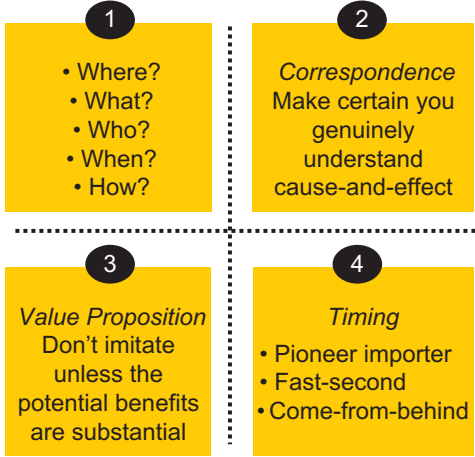 1
• Where?
• What?
• Who?
• When?
• How?
2
Correspondence
Make certain you
genuinely
understand
cause-and-effect
3
Value Proposition
Don't imitate
unless the
potential benefits
are substantial
4
Timing
• Pioneer importer
• Fast-second
• Come-from-behind